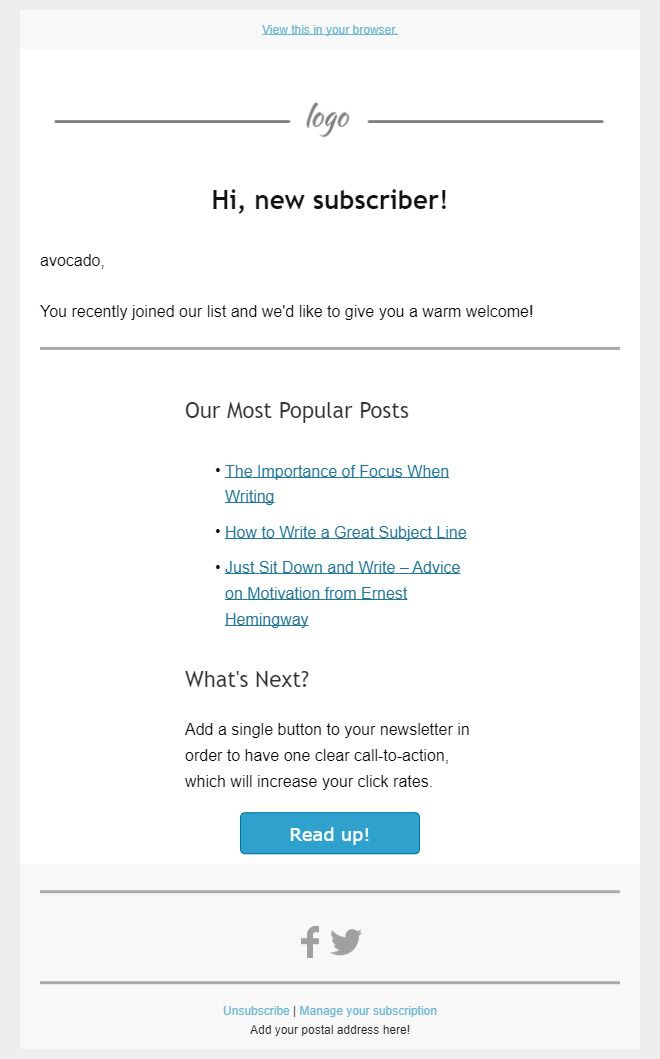 View this in your browser.
logo
Hi, new subscriber!
avocado,
You recently joined our list and we'd like to give you a warm welcome!
Our Most Popular Posts
• The Importance of Focus When
Writing
• How to Write a Great Subject Line
• Just Sit Down and Write – Advice
on Motivation from Ernest
Hemingway
What's Next?
Add a single button to your newsletter in
order to have one clear call-to-action,
which will increase your click rates.
Read up!
Unsubscribe | Manage your subscription
Add your postal address here!